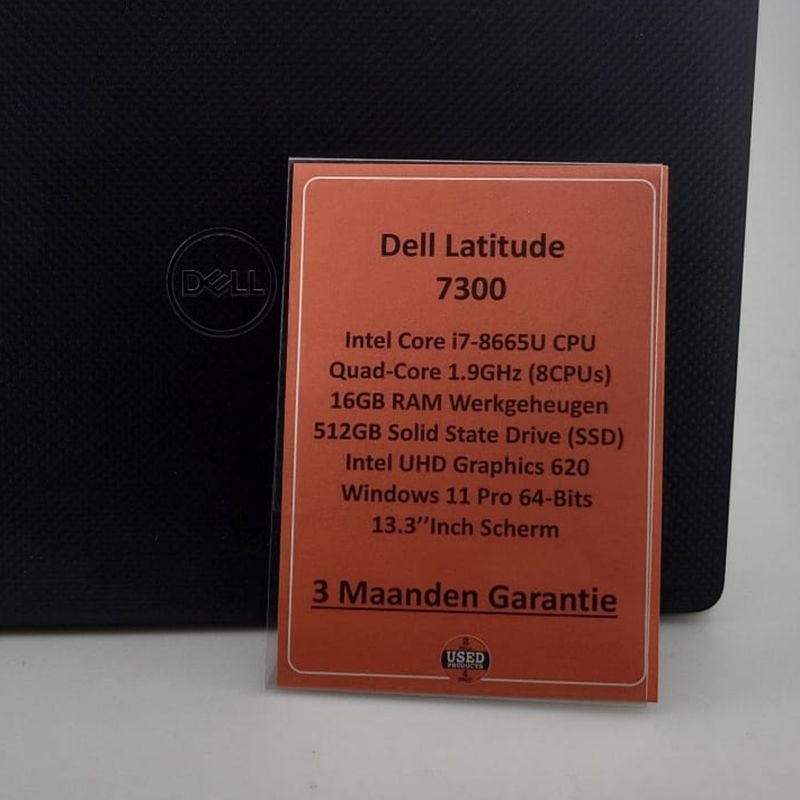 DELL
Dell Latitude
7300
Intel Core i7-8665U CPU
Quad-Core 1.9GHz (8CPUs)
16GB RAM Werkgeheugen
512GB Solid State Drive (SSD)
Intel UHD Graphics 620
Windows 11 Pro 64-Bits
13.3’’Inch Scherm
3 Maanden Garantie
2
USED
PRODUCTS
4